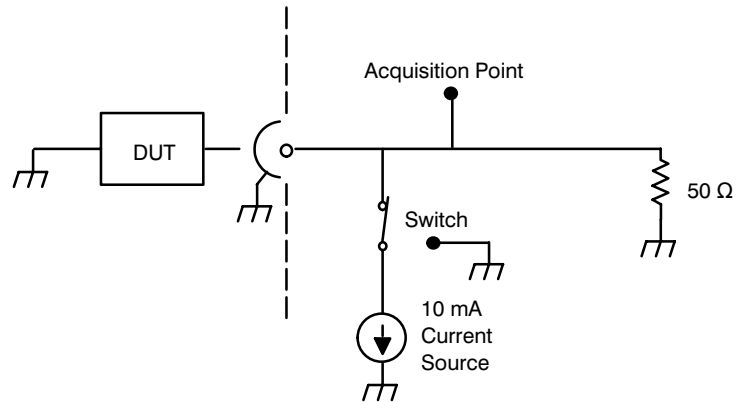 Acquisition Point
DUT
50 Ω
Switch
10 mA
Current
Source